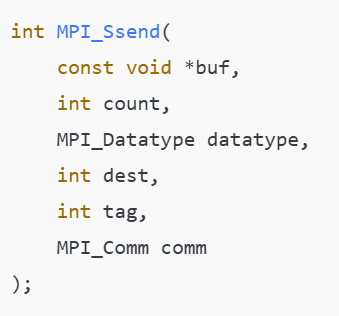 int MPI_Ssend(
    const void *buf,
    int count,
    MPI_Datatype datatype,
    int dest,
    int tag,
    MPI_Comm comm
);